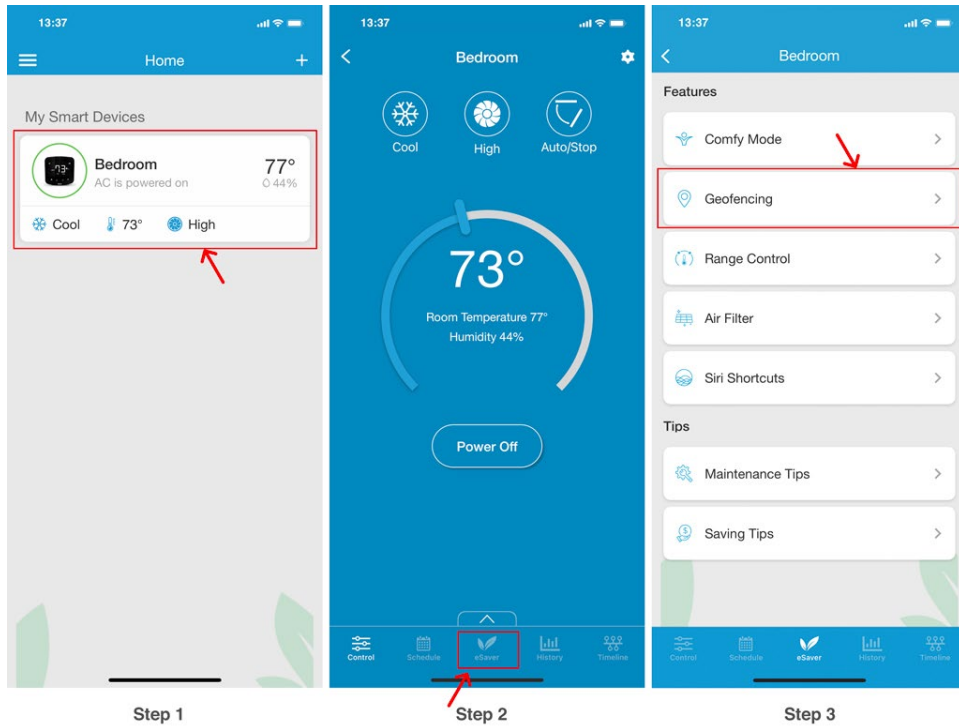 13:37
Home
+
My Smart Devices
-73-
Bedroom
77°
AC is powered on
44%
Cool
73°
High
Step 1
13:37
Bedroom
Cool
High
Auto/Stop
73°
Room Temperature 77°
Humidity 44%
Power Off
Control
Schedule
eSaver
History
Timeline
Step 2
13:37
Bedroom
Features
Comfy Mode
Geofencing
Range Control
Air Filter
Siri Shortcuts
Tips
Maintenance Tips
Saving Tips
Control
Schedule
eSaver
History
Timeline
Step 3